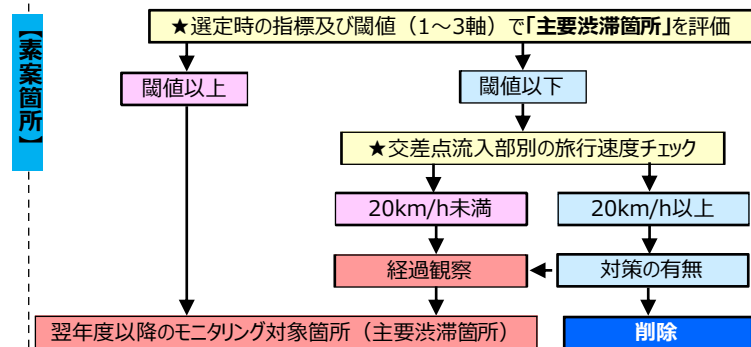 【素案箇所】
★選定時の指標及び閾値（1～3軸）で「主要渋滞箇所」を評価
閾値以上
閾値以下
★交差点流入部別の旅行速度チェック
20km/h未満
20km/h以上
経過観察
対策の有無
翌年度以降のモニタリング対象箇所（主要渋滞箇所）
削除